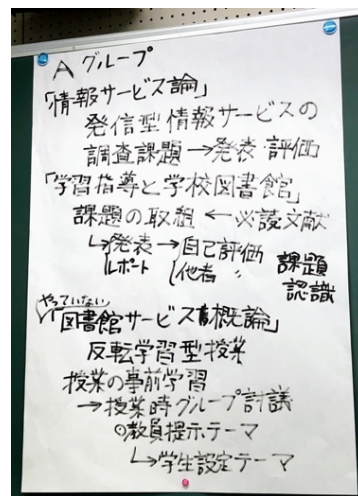 Aグループ
「情報サービス論」
発信型情報サービスの
調査課題→発表・評価
「学習指導と学校図書館」
課題の取組 ← 必読文献
↳発表→自己評価
レポート 他者 〃
課題
認識
やっていない
「図書館サービス概論」
反転学習型授業
授業の事前学習
→授業時グループ討議
○教員提示テーマ
↳学生設定テーマ